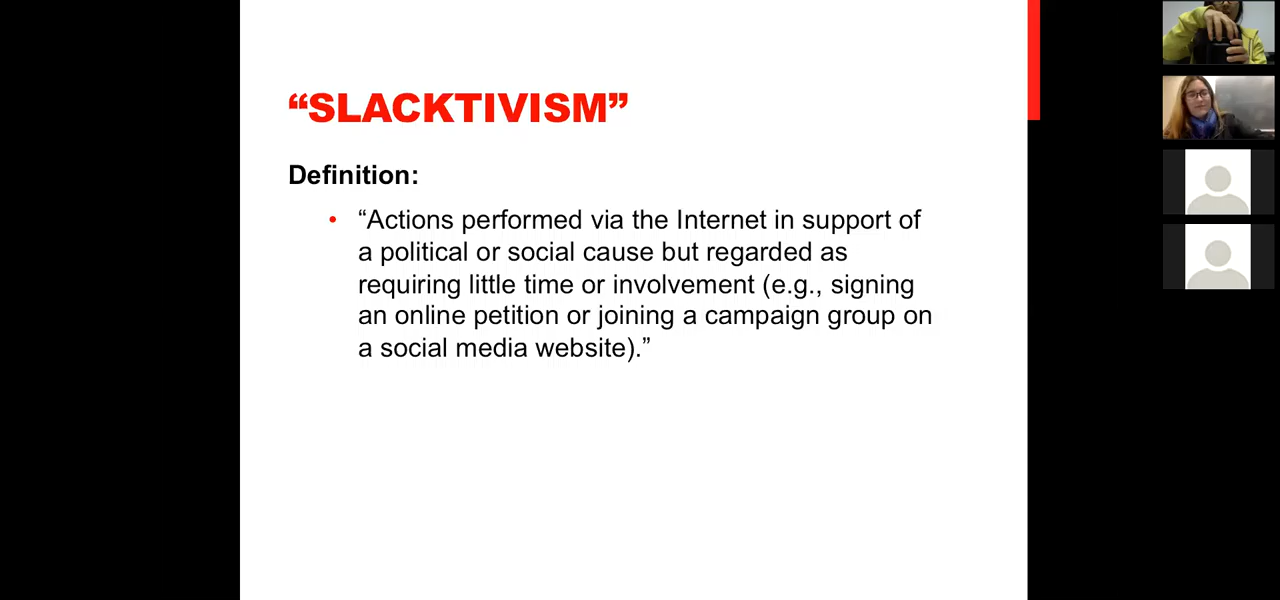 “SLACKTIVISM”
Definition:
• “Actions performed via the Internet in support of
a political or social cause but regarded as
requiring little time or involvement (e.g., signing
an online petition or joining a campaign group on
a social media website).”